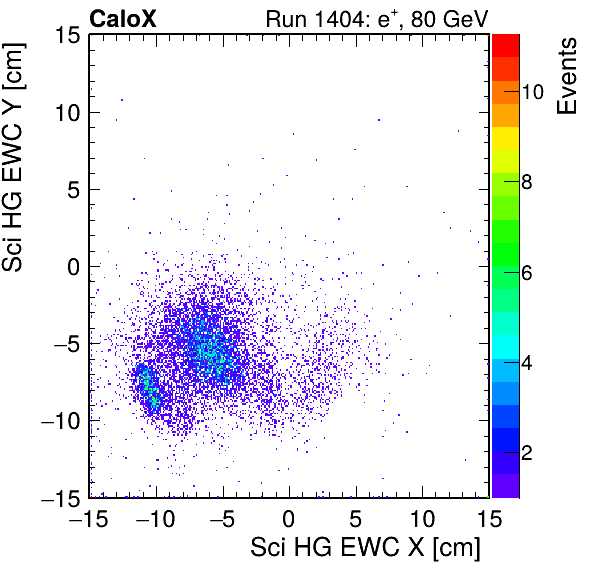 CaloX Run 1404: e⁺, 80 GeV
Sci HG EWC Y [cm]
15
10
5
0
−5
−10
−15
−15 −10 −5 0 5 10 15
Sci HG EWC X [cm]
Events
10
8
6
4
2